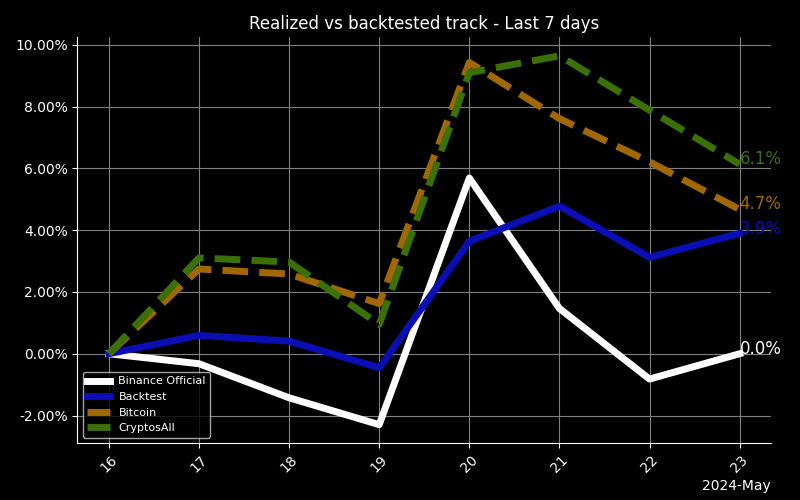 Realized vs backtested track - Last 7 days
10.00%
8.00%
6.00%
4.00%
2.00%
0.00%
-2.00%
6.1%
4.7%
3.9%
0.0%
Binance Official
Backtest
Bitcoin
CryptosAll
16 17 18 19 20 21 22 23
2024-May